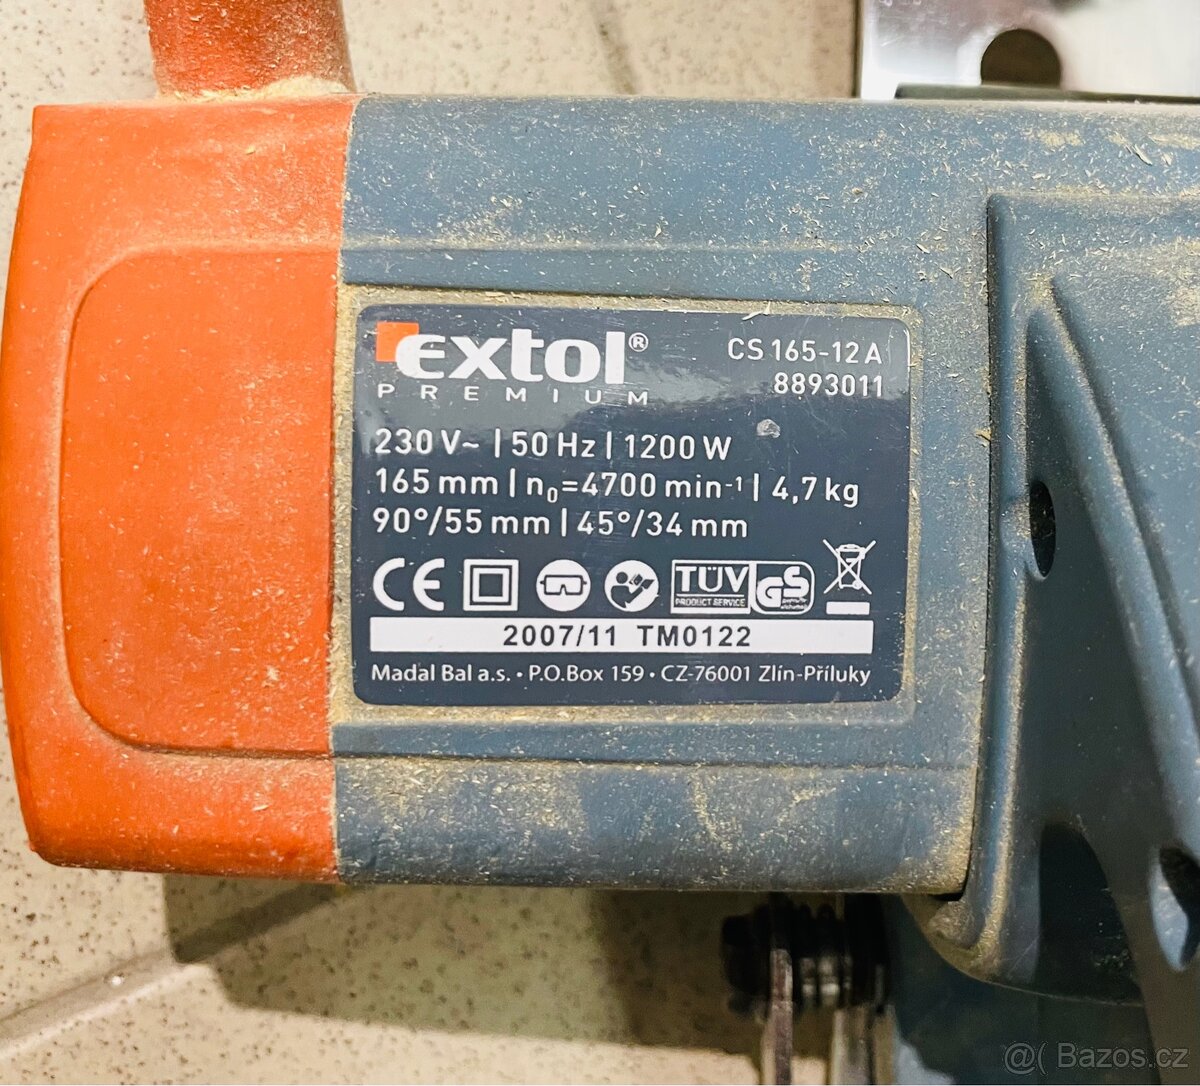 extol®
PREMIUM
CS 165-12 A
8893011
230 V~ | 50 Hz | 1200 W
165 mm | n₀=4700 min⁻¹ | 4,7 kg
90°/55 mm | 45°/34 mm
CE
TÜV
PRODUCT SERVICE
GS
2007/11 TM0122
Madal Bal a.s. • P.O.Box 159 • CZ-76001 Zlín-Příluky
@( Bazos.cz